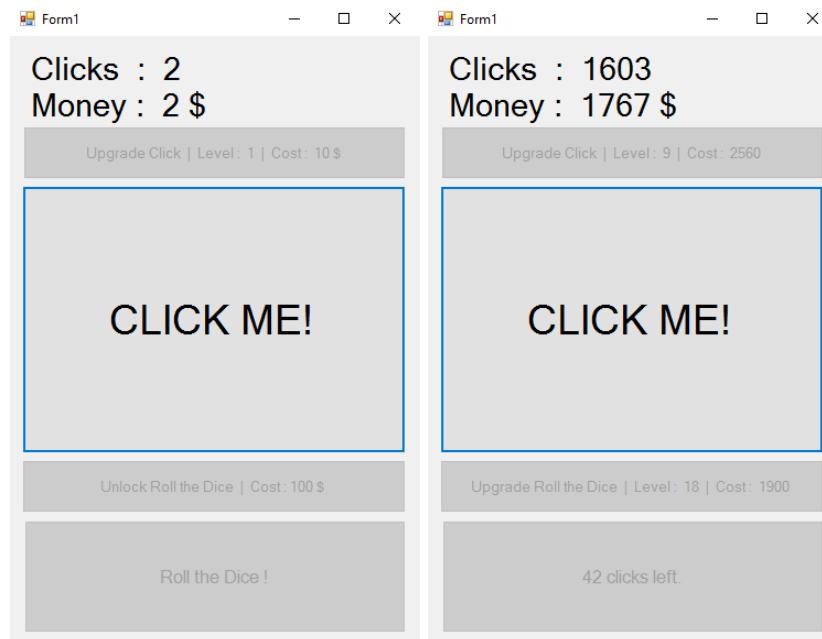 Form1
Clicks : 2
Money : 2 $
Upgrade Click | Level : 1 | Cost : 10 $
CLICK ME!
Unlock Roll the Dice | Cost : 100 $
Roll the Dice !
Form1
Clicks : 1603
Money : 1767 $
Upgrade Click | Level : 9 | Cost : 2560
CLICK ME!
Upgrade Roll the Dice | Level : 18 | Cost : 1900
42 clicks left.